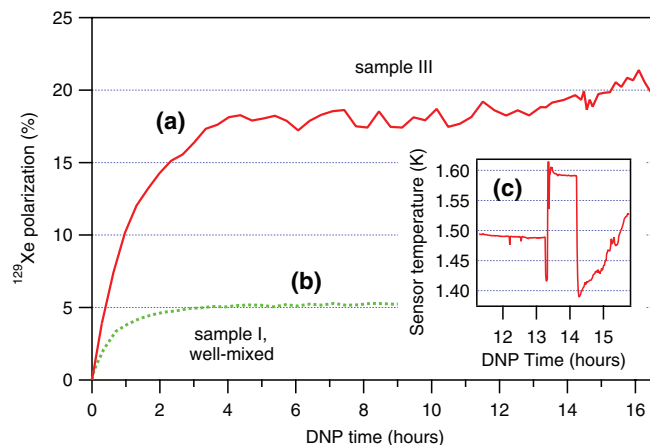 25
20
15
10
5
0
¹²⁹Xe polarization (%)
sample III
(a)
(b)
sample I,
well-mixed
(c)
Sensor temperature (K)
1.60
1.55
1.50
1.45
1.40
12 13 14 15
DNP Time (hours)
0 2 4 6 8 10 12 14 16
DNP time (hours)